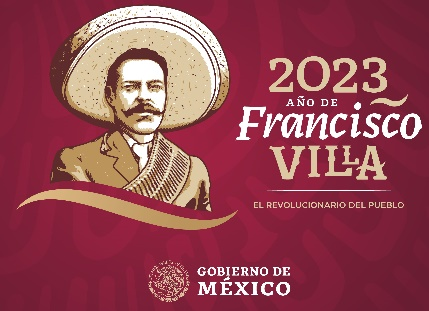 2023
AÑO DE
Francisco
VILLA
EL REVOLUCIONARIO DEL PUEBLO
GOBIERNO DE
MÉXICO